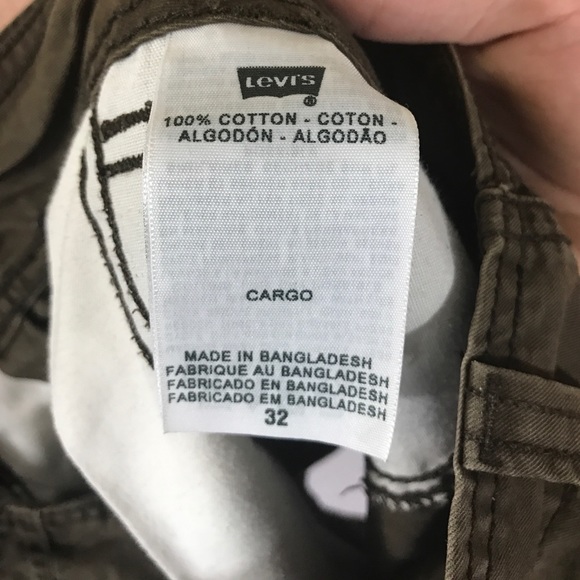 Levi's
®
100% COTTON - COTON -
ALGODÓN - ALGODÃO
CARGO
MADE IN BANGLADESH
FABRIQUE AU BANGLADESH
FABRICADO EN BANGLADESH
FABRICADO EM BANGLADESH
32